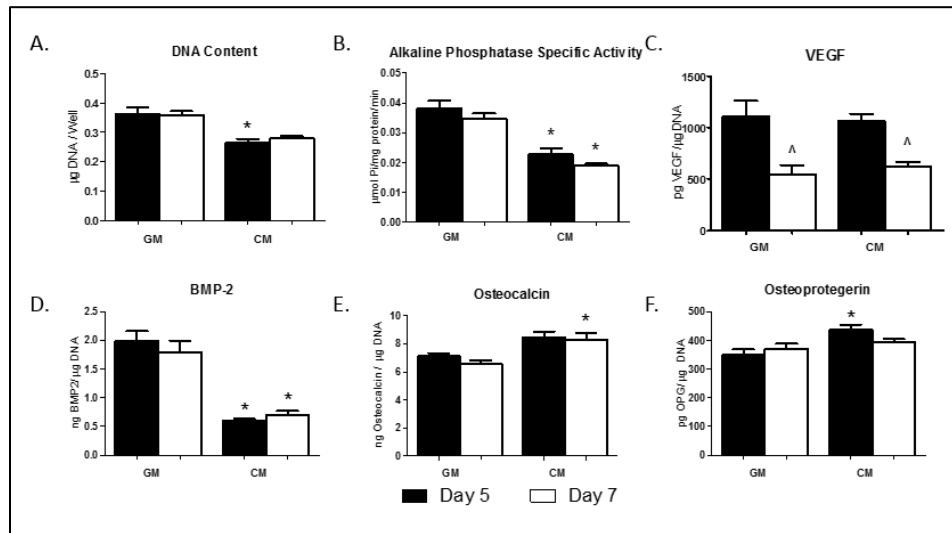 A.
DNA Content
µg DNA / Well
0.5
0.4
0.3
0.2
0.1
0.0
*
GM
CM
B.
Alkaline Phosphatase Specific Activity
µmol Pi/mg protein/min
0.05
0.04
0.03
0.02
0.01
0.00
*
*
GM
CM
C.
VEGF
pg VEGF/µg DNA
1500
1000
500
0
^
^
GM
CM
D.
BMP-2
ng BMP2/µg DNA
2.5
2.0
1.5
1.0
0.5
0.0
*
*
GM
CM
E.
Osteocalcin
ng Osteocalcin / µg DNA
10
8
6
4
2
0
*
GM
CM
F.
Osteoprotegerin
pg OPG/µg DNA
500
400
300
200
100
0
*
GM
CM
Day 5
Day 7